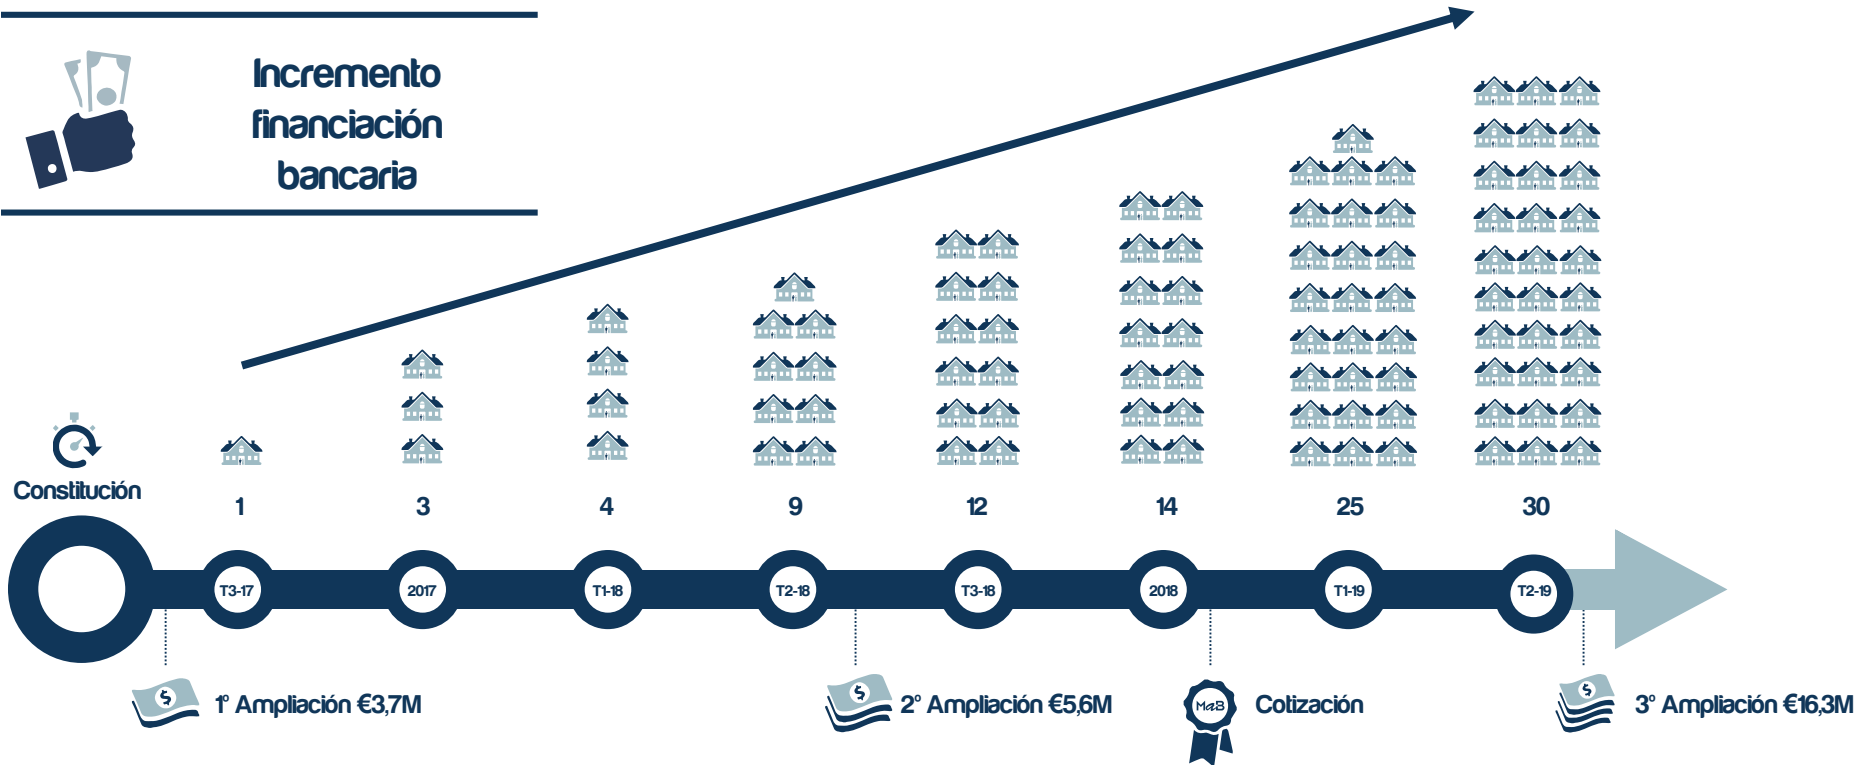 Incremento
financiación
bancaria
Constitución
1
3
4
9
12
14
25
30
T3-17
2017
T1-18
T2-18
T3-18
2018
T1-19
T2-19
$
1º Ampliación €3,7M
$
2º Ampliación €5,6M
MaB
Cotización
$
3º Ampliación €16,3M